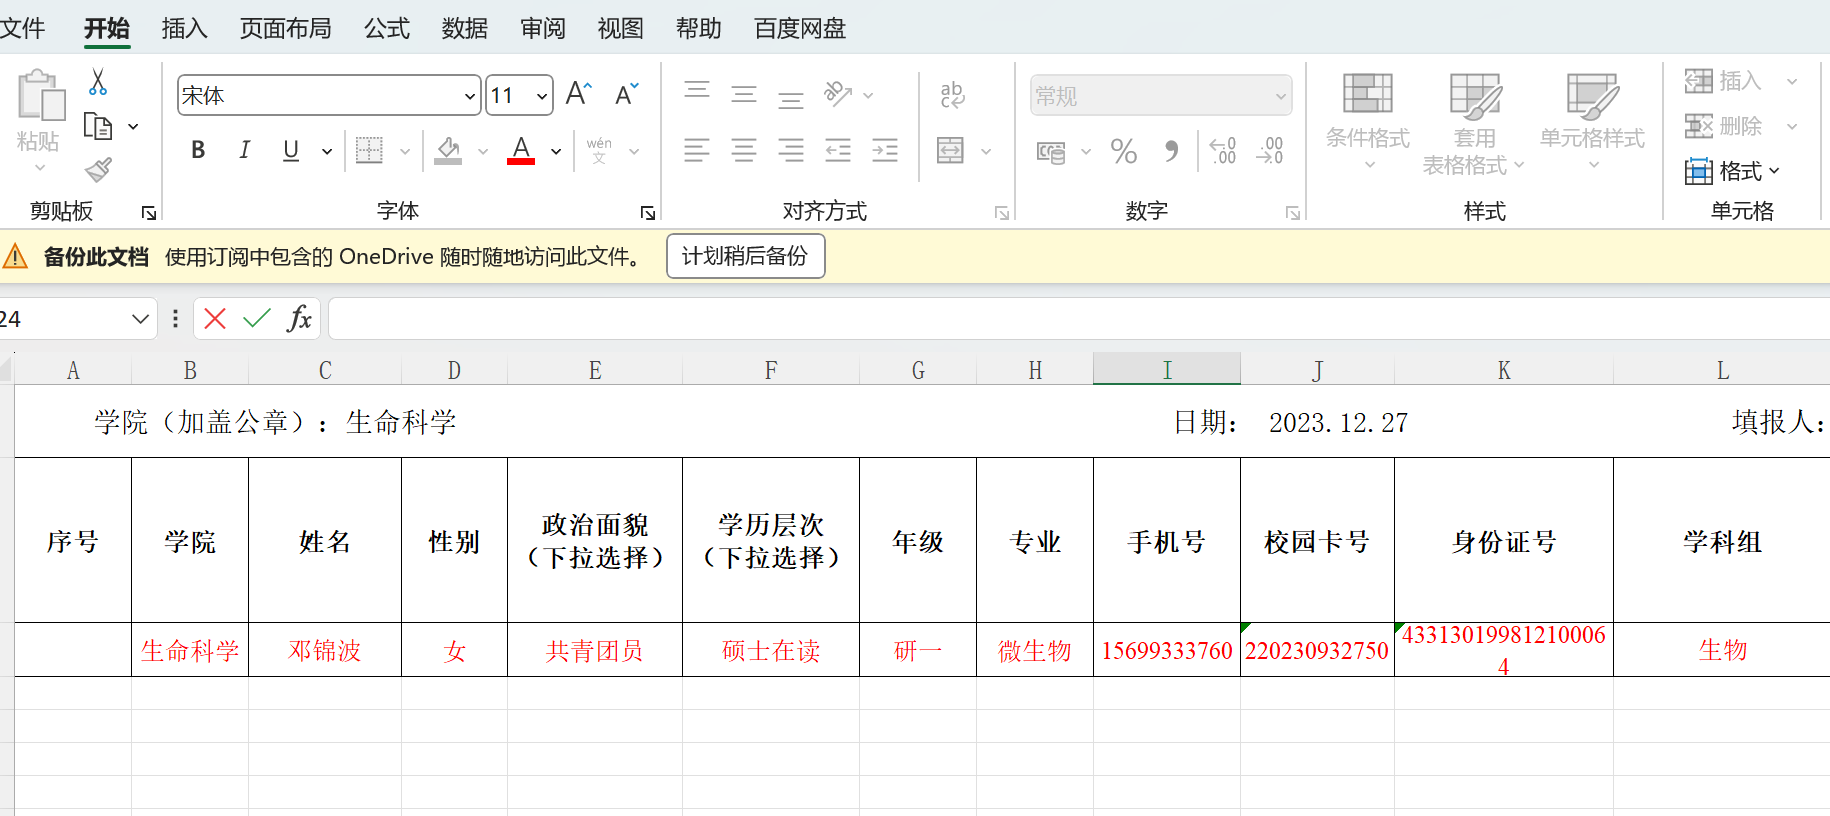 文件 开始 插入 页面布局 公式 数据 审阅 视图 帮助 百度网盘
宋体 11 A A ab c 常规 插入
粘贴 条件格式 套用 表格格式 单元格样式 删除
B I U A wén 文 % .00 .00 格式
剪贴板 字体 对齐方式 数字 样式 单元格
备份此文档 使用订阅中包含的 OneDrive 随时随地访问此文件。 计划稍后备份
24 fx
A B C D E F G H I J K L
学院（加盖公章）：生命科学 日期： 2023.12.27 填报人：
序号 学院 姓名 性别 政治面貌（下拉选择） 学历层次（下拉选择） 年级 专业 手机号 校园卡号 身份证号 学科组
生命科学 邓锦波 女 共青团员 硕士在读 研一 微生物 15699333760 220230932750 433130199812100064 生物